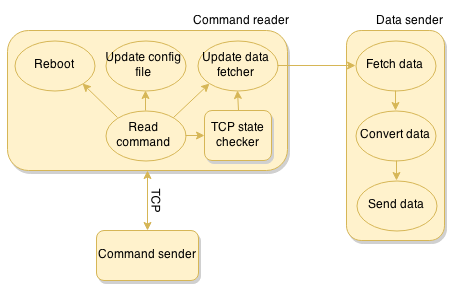 Command reader
Data sender
Reboot
Update config
file
Update data
fetcher
Fetch data
Read
command
TCP state
checker
Convert data
TCP
Send data
Command sender